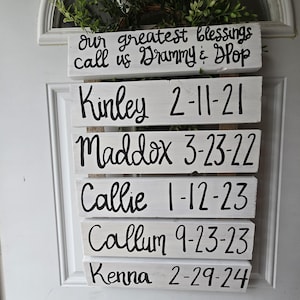 our greatest blessings
call us Grammy & Pop
Kinley 2-11-21
Maddox 3-23-22
Callie 1-12-23
Callum 9-23-23
Kenna 2-29-24